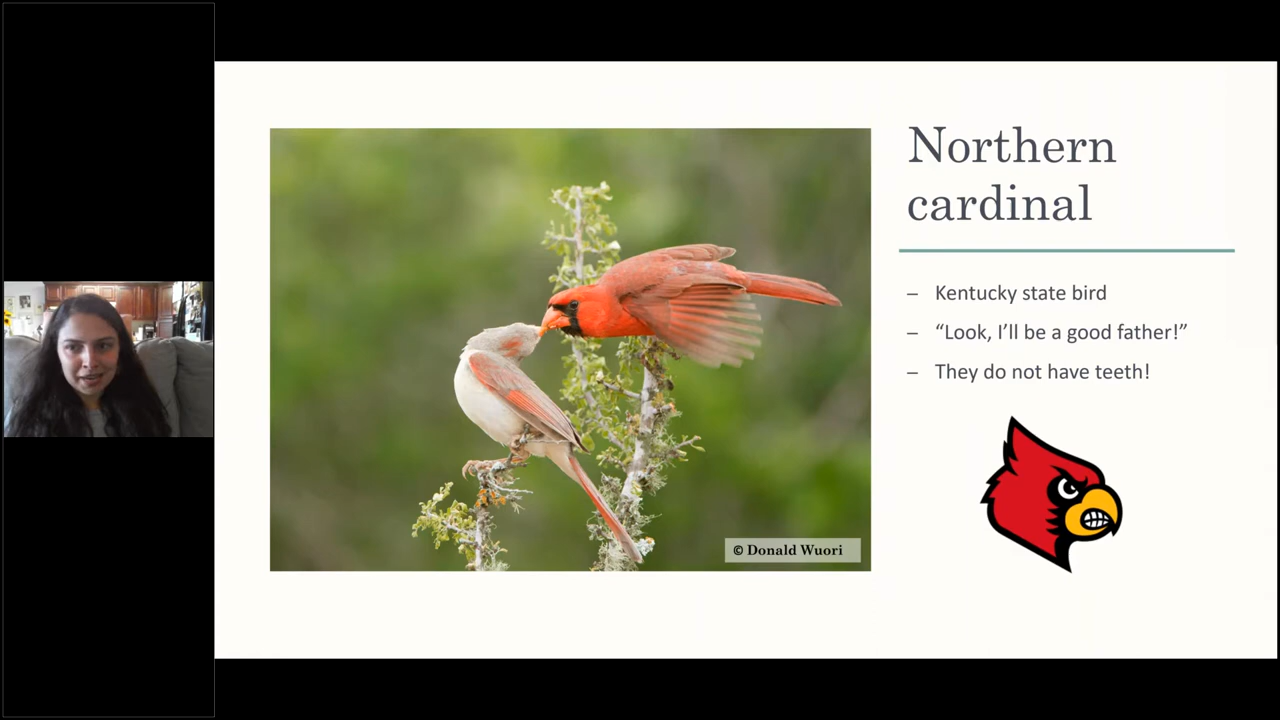 Northern
cardinal
– Kentucky state bird
– “Look, I’ll be a good father!”
– They do not have teeth!
© Donald Wuori